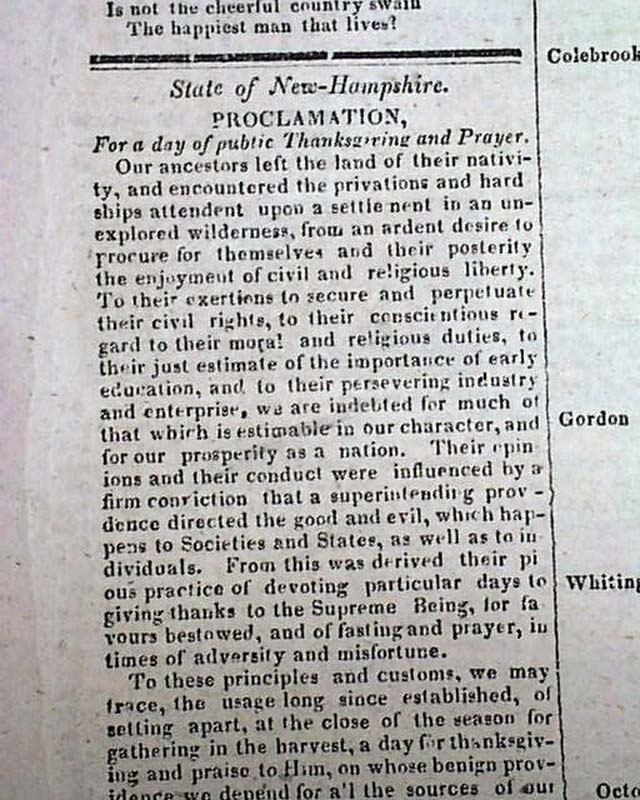 Is not the cheerful country swain
The happiest man that lives?
State of New-Hampshire.
PROCLAMATION,
For a day of public Thanksgiving and Prayer.
Our ancestors left the land of their nativi-
ty, and encountered the privations and hard
ships attendent upon a settle nent in an un-
explored wilderness, from an ardent desire to
procure for themselves and their posterity
the enjoyment of civil and religious liberty.
To their exertions to secure and perpetuate
their civil rights, to their conscientious re-
gard to their moral and religious duties, to
their just estimate of the importance of early
education, and to their persevering industry
and enterprise, we are indebted for much of
that which is estimable in our character, and
for our prosperity as a nation. Their opin
ions and their conduct were influenced by a
firm conviction that a superintending prov-
dence directed the good and evil, which hap-
pens to Societies and States, as well as to in
dividuals. From this was derived their pi
ous practice of devoting particular days to
giving thanks to the Supreme Being, for fa
vours bestowed, and of fasting and prayer, in
times of adversity and misfortune.
To these principles and customs, we may
trace, the usage long since established, of
setting apart, at the close of the season for
gathering in the harvest, a day for thanksgiv-
ing and praise to Him, on whose benign prov-
idence we depend for a'l the sources of our
Colebrook
Gordon
Whiting
Octo